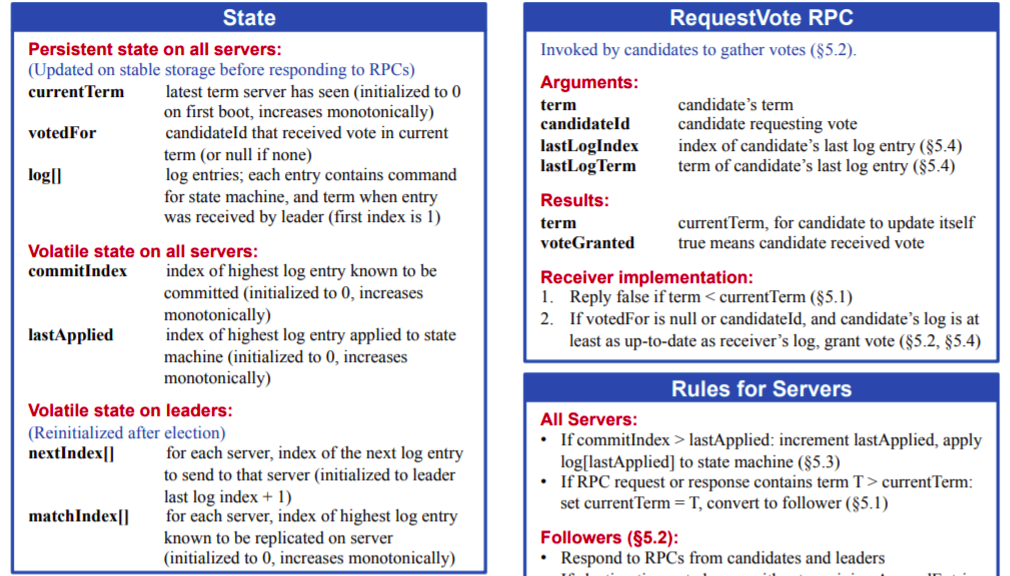 State
Persistent state on all servers:
(Updated on stable storage before responding to RPCs)
currentTerm latest term server has seen (initialized to 0
on first boot, increases monotonically)
votedFor candidateId that received vote in current
term (or null if none)
log[] log entries; each entry contains command
for state machine, and term when entry
was received by leader (first index is 1)
Volatile state on all servers:
commitIndex index of highest log entry known to be
committed (initialized to 0, increases
monotonically)
lastApplied index of highest log entry applied to state
machine (initialized to 0, increases
monotonically)
Volatile state on leaders:
(Reinitialized after election)
nextIndex[] for each server, index of the next log entry
to send to that server (initialized to leader
last log index + 1)
matchIndex[] for each server, index of highest log entry
known to be replicated on server
(initialized to 0, increases monotonically)
RequestVote RPC
Invoked by candidates to gather votes (§5.2).
Arguments:
term candidate’s term
candidateId candidate requesting vote
lastLogIndex index of candidate’s last log entry (§5.4)
lastLogTerm term of candidate’s last log entry (§5.4)
Results:
term currentTerm, for candidate to update itself
voteGranted true means candidate received vote
Receiver implementation:
1. Reply false if term < currentTerm (§5.1)
2. If votedFor is null or candidateId, and candidate’s log is at
least as up-to-date as receiver’s log, grant vote (§5.2, §5.4)
Rules for Servers
All Servers:
• If commitIndex > lastApplied: increment lastApplied, apply
log[lastApplied] to state machine (§5.3)
• If RPC request or response contains term T > currentTerm:
set currentTerm = T, convert to follower (§5.1)
Followers (§5.2):
• Respond to RPCs from candidates and leaders